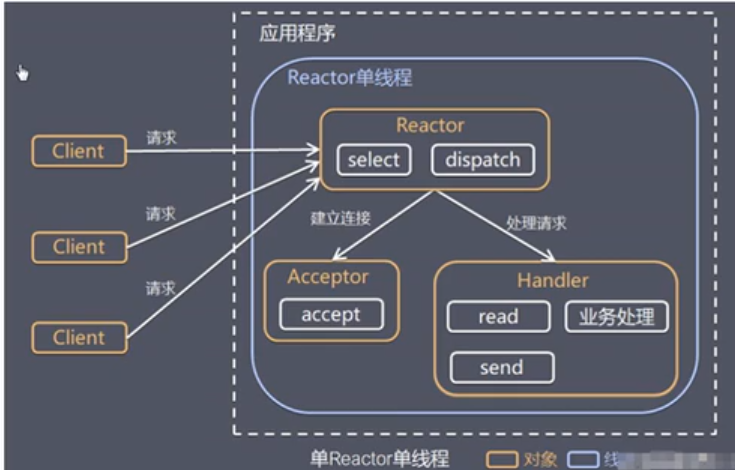 应用程序
Reactor单线程
Reactor
select dispatch
Client
请求
Client
请求
Client
请求
建立连接
处理请求
Acceptor
accept
Handler
read 业务处理
send
单Reactor单线程 对象 线